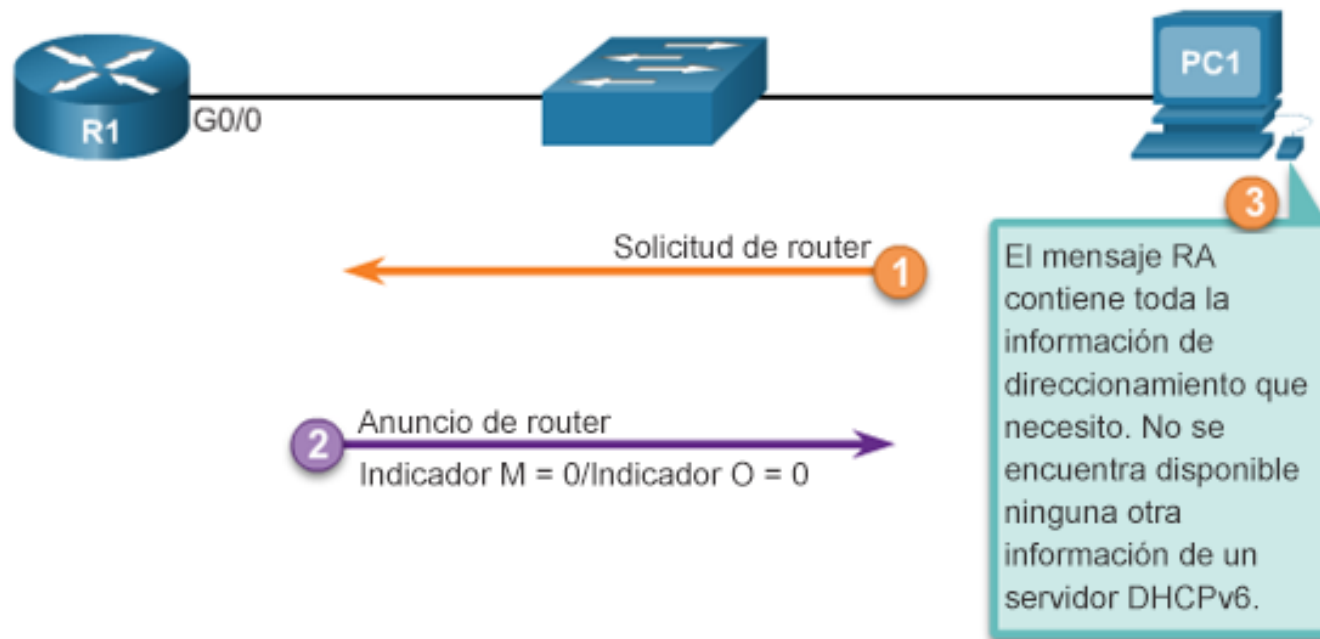 R1
G0/0
PC1
Solicitud de router
1
2
Anuncio de router
Indicador M = 0/Indicador O = 0
3
El mensaje RA
contiene toda la
información de
direccionamiento que
necesito. No se
encuentra disponible
ninguna otra
información de un
servidor DHCPv6.